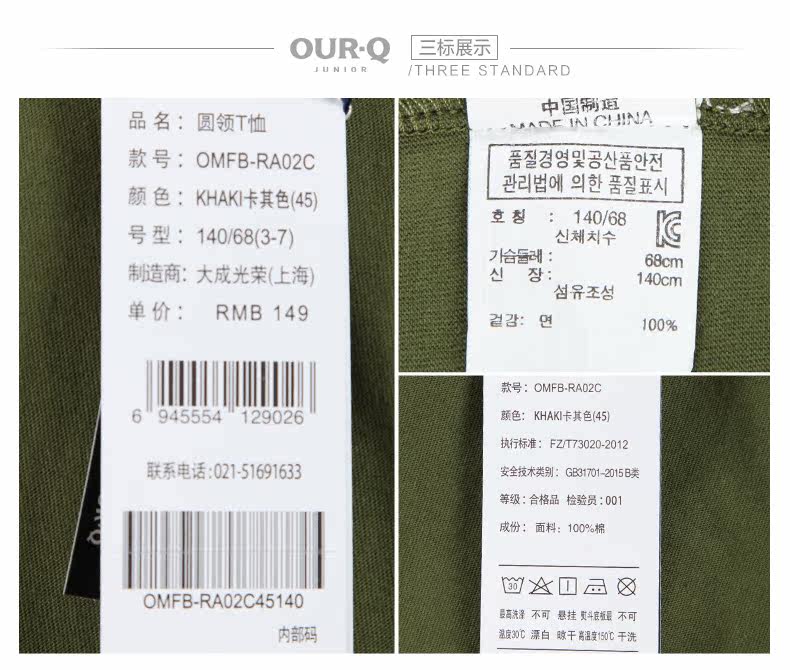 OUR·Q
JUNIOR
三标展示
/THREE STANDARD
品 名：圆领T恤
款 号：OMFB-RA02C
颜 色：KHAKI卡其色(45)
号 型：140/68(3-7)
制造商：大成光荣(上海)
单 价： RMB 149
6 945554 129026
联系电话：021-51691633
OMFB-RA02C45140
内部码
中国制造
MADE IN CHINA
품질경영및공산품안전
관리법에 의한 품질표시
호 칭 : 140/68
신체치수
가슴둘레 : 68cm
신 장 : 140cm
섬유조성
겉감: 면 100%
款号：OMFB-RA02C
颜色：KHAKI卡其色(45)
执行标准：FZ/T73020-2012
安全技术类别：GB31701-2015 B类
等级：合格品 检验员：001
成份：面料：100%棉
30
最高洗涤 不可 悬挂 熨斗底板最 不可
温度30℃ 漂白 晾干 高温度150℃ 干洗